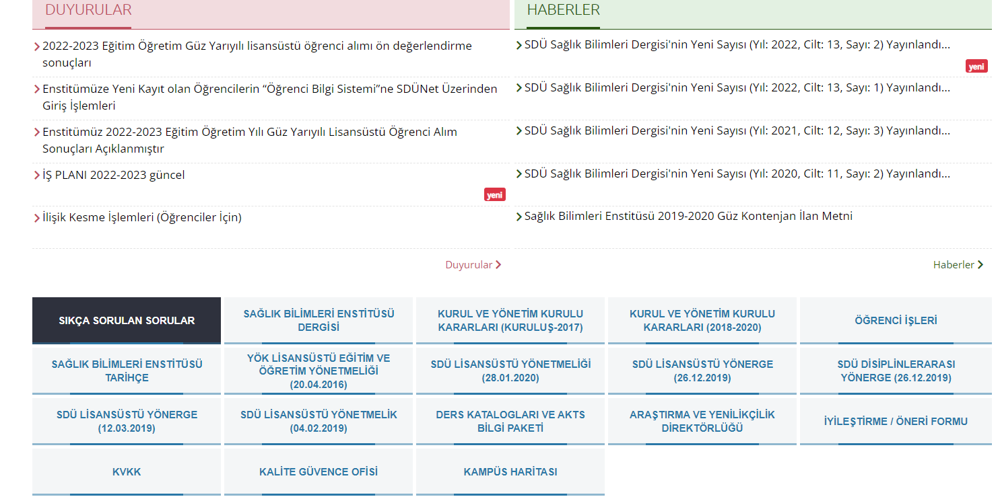 DUYURULAR
2022-2023 Eğitim Öğretim Güz Yarıyılı lisansüstü öğrenci alımı ön değerlendirme
sonuçları
Enstitümüze Yeni Kayıt olan Öğrencilerin “Öğrenci Bilgi Sistemi”ne SDÜNet Üzerinden
Giriş İşlemleri
Enstitümüz 2022-2023 Eğitim Öğretim Yılı Güz Yarıyılı Lisansüstü Öğrenci Alım
Sonuçları Açıklanmıştır
İŞ PLANI 2022-2023 güncel
yeni
İlişik Kesme İşlemleri (Öğrenciler İçin)
Duyurular
HABERLER
SDÜ Sağlık Bilimleri Dergisi'nin Yeni Sayısı (Yıl: 2022, Cilt: 13, Sayı: 2) Yayınlandı...
yeni
SDÜ Sağlık Bilimleri Dergisi'nin Yeni Sayısı (Yıl: 2022, Cilt: 13, Sayı: 1) Yayınlandı...
SDÜ Sağlık Bilimleri Dergisi'nin Yeni Sayısı (Yıl: 2021, Cilt: 12, Sayı: 3) Yayınlandı...
SDÜ Sağlık Bilimleri Dergisi'nin Yeni Sayısı (Yıl: 2020, Cilt: 11, Sayı: 2) Yayınlandı...
Sağlık Bilimleri Enstitüsü 2019-2020 Güz Kontenjan İlan Metni
Haberler
SIKÇA SORULAN SORULAR
SAĞLIK BİLİMLERİ ENSTİTÜSÜ
DERGİSİ
KURUL VE YÖNETİM KURULU
KARARLARI (KURULUŞ-2017)
KURUL VE YÖNETİM KURULU
KARARLARI (2018-2020)
ÖĞRENCİ İŞLERİ
SAĞLIK BİLİMLERİ ENSTİTÜSÜ
TARİHÇE
YÖK LİSANSÜSTÜ EĞİTİM VE
ÖĞRETİM YÖNETMELİĞİ
(20.04.2016)
SDÜ LİSANSÜSTÜ YÖNETMELİĞİ
(28.01.2020)
SDÜ LİSANSÜSTÜ YÖNERGE
(26.12.2019)
SDÜ DİSİPLİNLERARASI
YÖNERGE (26.12.2019)
SDÜ LİSANSÜSTÜ YÖNERGE
(12.03.2019)
SDÜ LİSANSÜSTÜ YÖNETMELİK
(04.02.2019)
DERS KATALOGLARI VE AKTS
BİLGİ PAKETİ
ARAŞTIRMA VE YENİLİKÇİLİK
DİREKTÖRLÜĞÜ
İYİLEŞTİRME / ÖNERİ FORMU
KVKK
KALİTE GÜVENCE OFİSİ
KAMPÜS HARİTASI